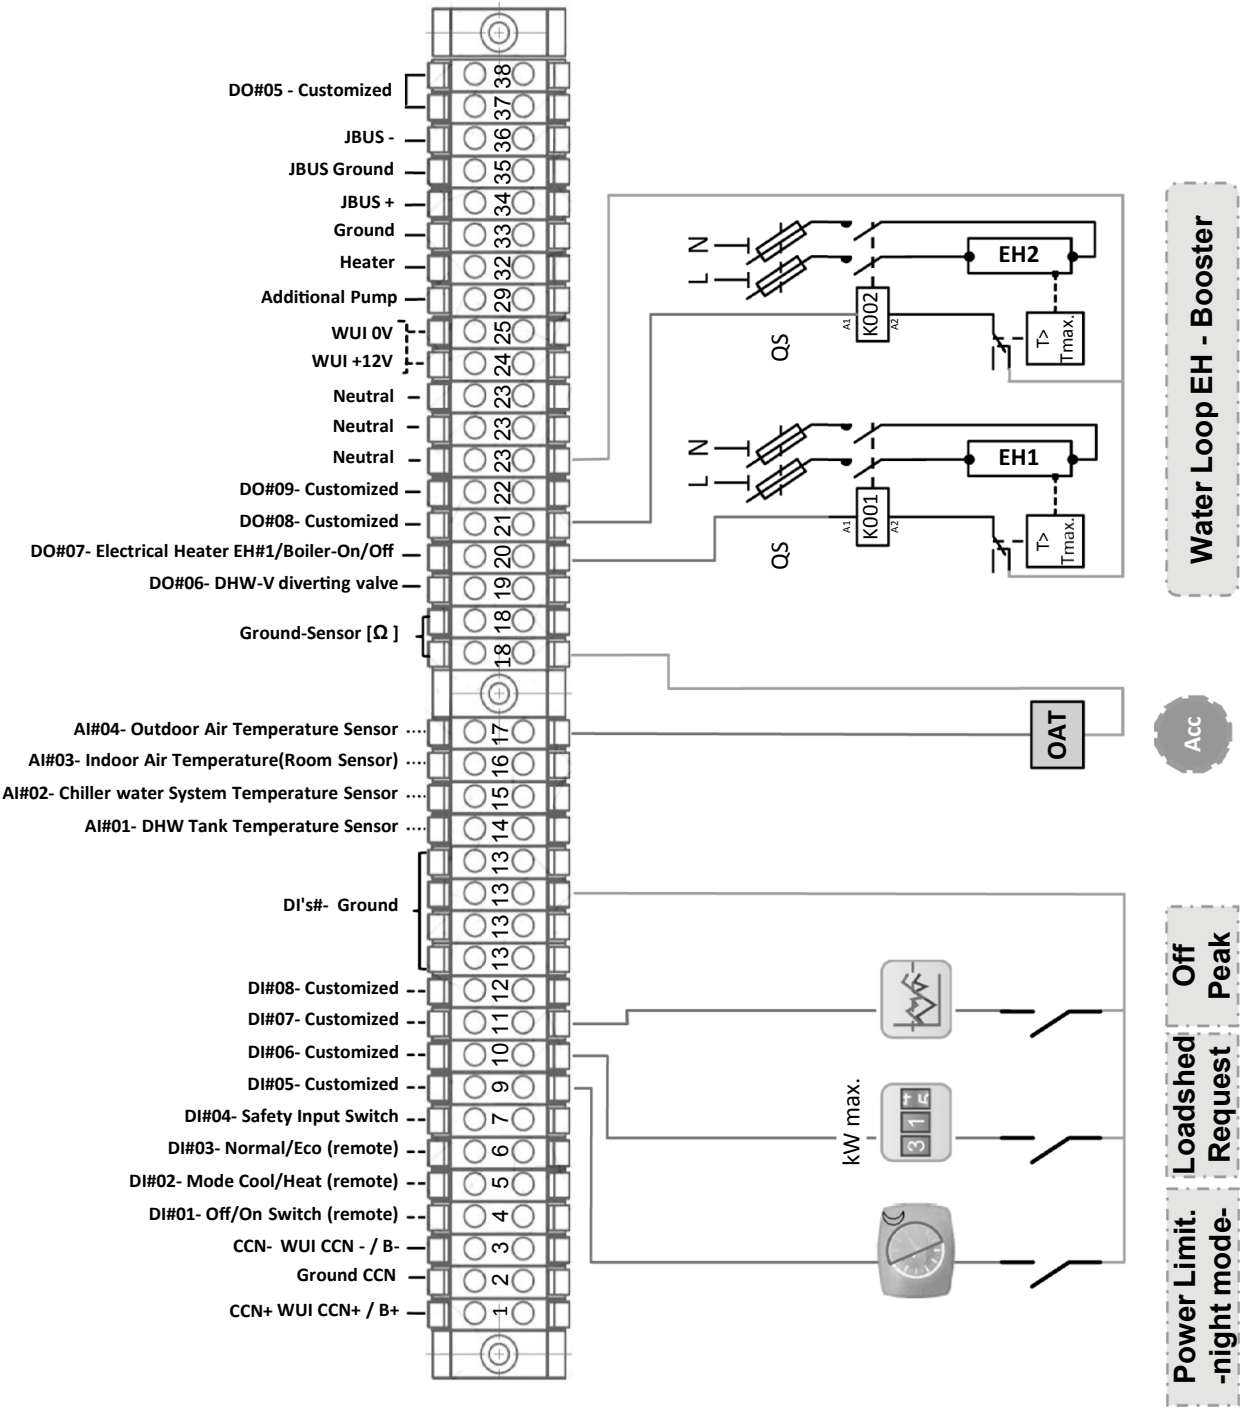 DO#05 - Customized
JBUS -
JBUS Ground
JBUS +
Ground
Heater
Additional Pump
WUI 0V
WUI +12V
Neutral
Neutral
Neutral
DO#09- Customized
DO#08- Customized
DO#07- Electrical Heater EH#1/Boiler-On/Off
DO#06- DHW-V diverting valve
Ground-Sensor [Ω ]
AI#04- Outdoor Air Temperature Sensor
AI#03- Indoor Air Temperature(Room Sensor)
AI#02- Chiller water System Temperature Sensor
AI#01- DHW Tank Temperature Sensor
DI's#- Ground
DI#08- Customized
DI#07- Customized
DI#06- Customized
DI#05- Customized
DI#04- Safety Input Switch
DI#03- Normal/Eco (remote)
DI#02- Mode Cool/Heat (remote)
DI#01- Off/On Switch (remote)
CCN- WUI CCN - / B-
Ground CCN
CCN+ WUI CCN+ / B+
38
37
36
35
34
33
32
29
25
24
23
23
23
22
21
20
19
18
18
17
16
15
14
13
13
13
13
12
11
10
9
7
6
5
4
3
2
1
N
L
QS
A1
K002
A2
EH2
T>
Tmax.
N
L
QS
A1
K001
A2
EH1
T>
Tmax.
OAT
kW max.
3 1
Water Loop EH - Booster
Acc
Off
Peak
Loadshed
Request
Power Limit.
-night mode-